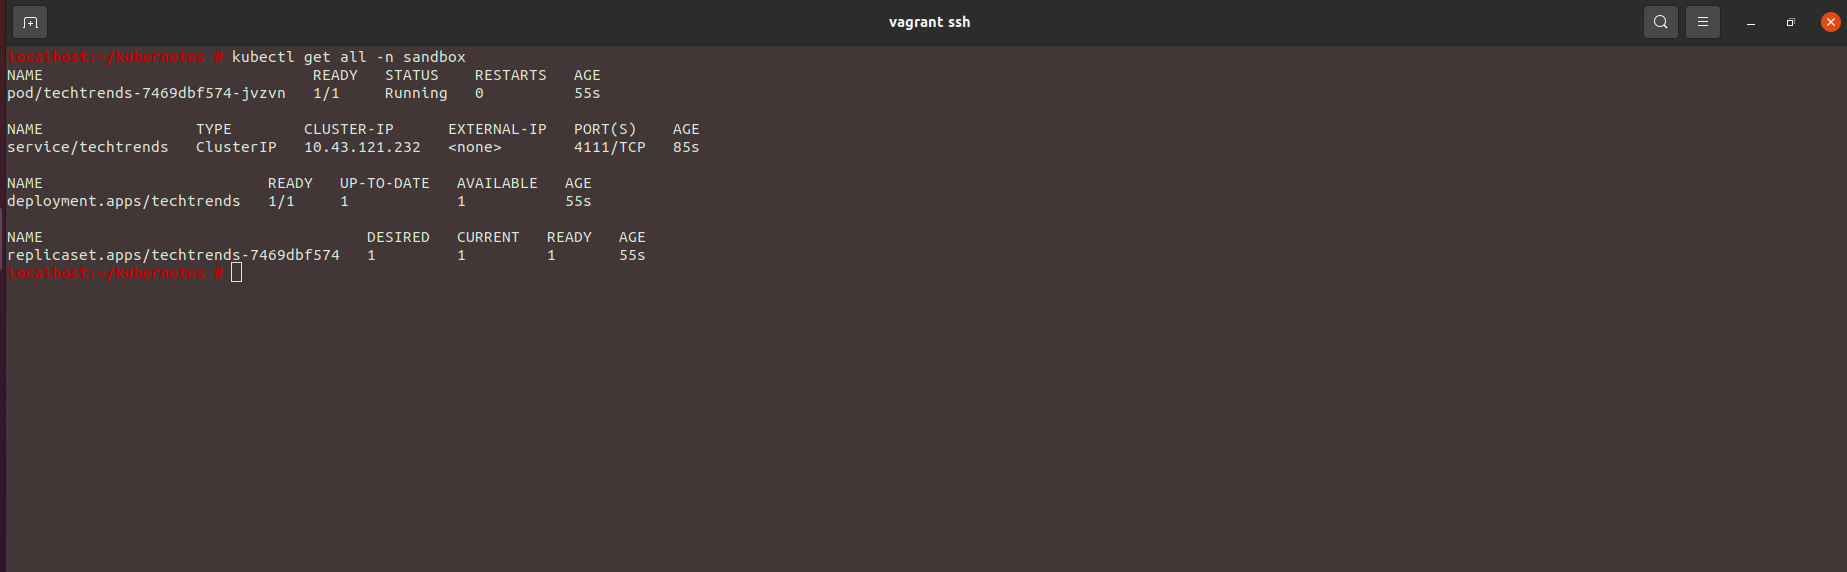 vagrant ssh
localhost:~/kubernetes # kubectl get all -n sandbox
NAME                              READY   STATUS    RESTARTS   AGE
pod/techtrends-7469dbf574-jvzvn   1/1     Running   0          55s
NAME                 TYPE        CLUSTER-IP      EXTERNAL-IP   PORT(S)    AGE
service/techtrends   ClusterIP   10.43.121.232   <none>        4111/TCP   85s
NAME                         READY   UP-TO-DATE   AVAILABLE   AGE
deployment.apps/techtrends   1/1     1            1           55s
NAME                                    DESIRED   CURRENT   READY   AGE
replicaset.apps/techtrends-7469dbf574   1         1         1       55s
localhost:~/kubernetes #